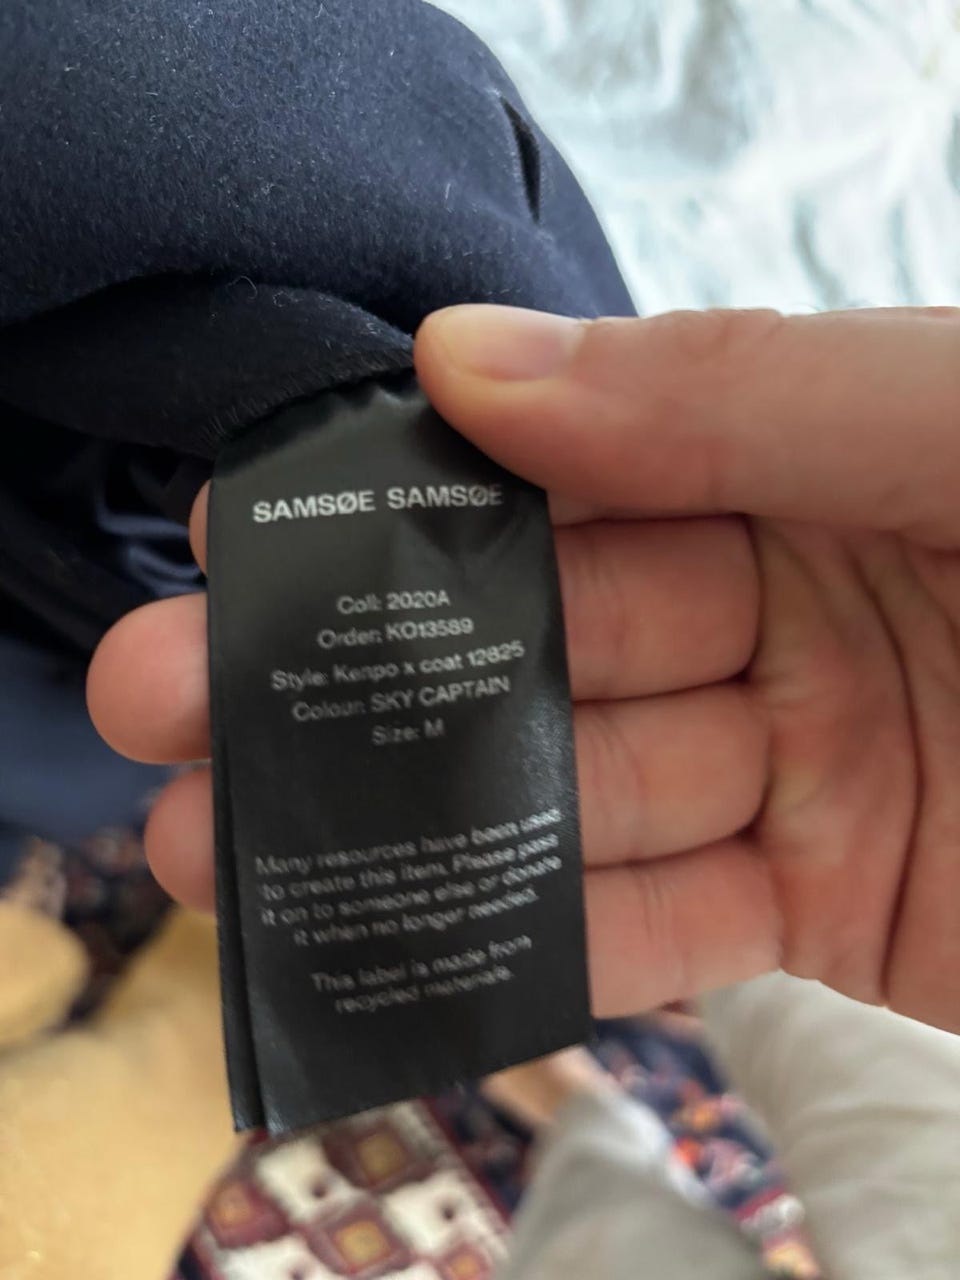 SAMSØE SAMSØE
Coll: 2020A
Order: KO13589
Style: Kenpo x coat 12825
Colour: SKY CAPTAIN
Size: M
Many resources have been used
to create this item. Please pass
it on to someone else or donate
it when no longer needed.
This label is made from
recycled materials.